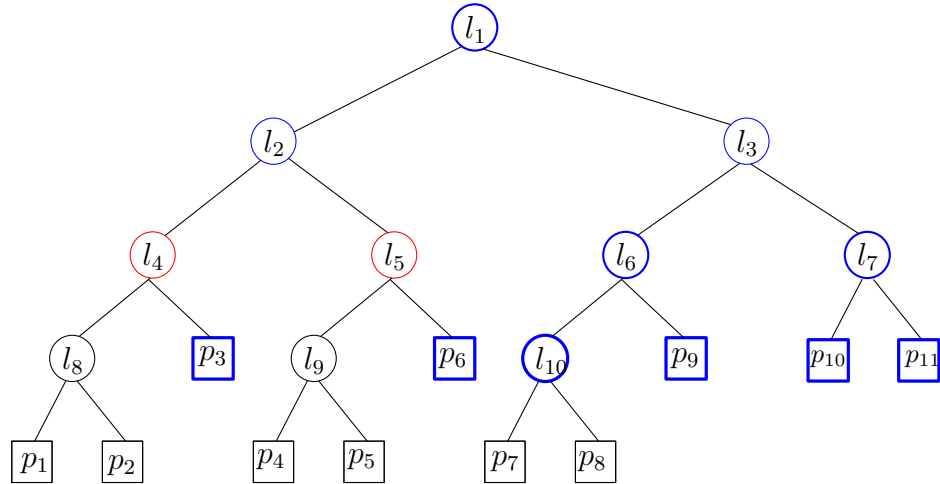 l₁
l₂ l₃
l₄ l₅ l₆ l₇
l₈ p₃ l₉ p₆ l₁₀ p₉ p₁₀ p₁₁
p₁ p₂ p₄ p₅ p₇ p₈